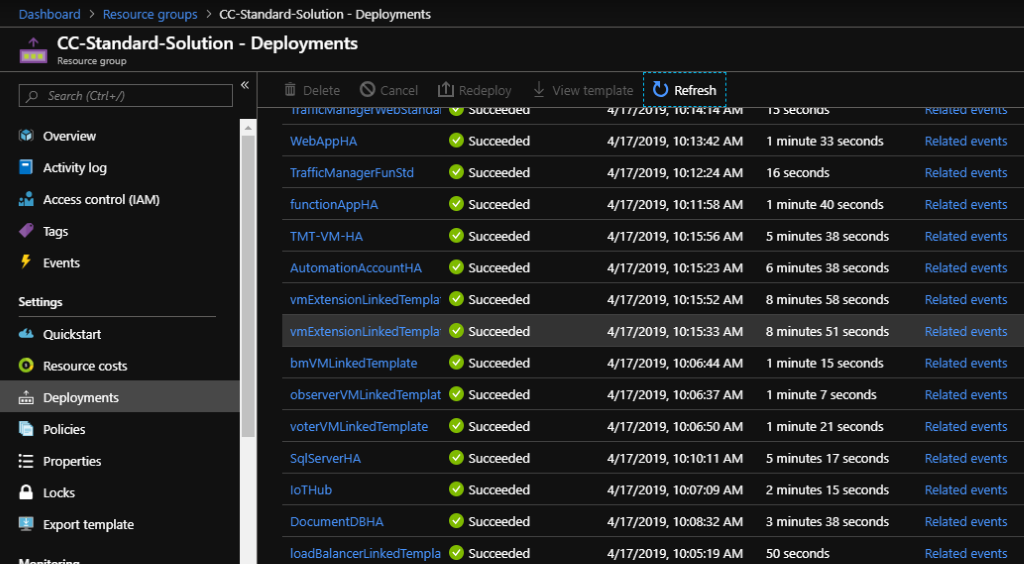 Dashboard > Resource groups > CC-Standard-Solution - Deployments
CC-Standard-Solution - Deployments
Resource group
Search (Ctrl+/)
Overview
Activity log
Access control (IAM)
Tags
Events
Settings
Quickstart
Resource costs
Deployments
Policies
Properties
Locks
Export template
Monitoring
Delete Cancel Redeploy View template Refresh
TrafficManagerWebStandar Succeeded 4/17/2019, 10:14:14 AM 15 seconds Related events
WebAppHA Succeeded 4/17/2019, 10:13:42 AM 1 minute 33 seconds Related events
TrafficManagerFunStd Succeeded 4/17/2019, 10:12:24 AM 16 seconds Related events
functionAppHA Succeeded 4/17/2019, 10:11:58 AM 1 minute 40 seconds Related events
TMT-VM-HA Succeeded 4/17/2019, 10:15:56 AM 5 minutes 38 seconds Related events
AutomationAccountHA Succeeded 4/17/2019, 10:15:23 AM 6 minutes 38 seconds Related events
vmExtensionLinkedTempla Succeeded 4/17/2019, 10:15:52 AM 8 minutes 58 seconds Related events
vmExtensionLinkedTempla Succeeded 4/17/2019, 10:15:33 AM 8 minutes 51 seconds Related events
bmVMLinkedTemplate Succeeded 4/17/2019, 10:06:44 AM 1 minute 15 seconds Related events
observerVMLinkedTemplat Succeeded 4/17/2019, 10:06:37 AM 1 minute 7 seconds Related events
voterVMLinkedTemplate Succeeded 4/17/2019, 10:06:50 AM 1 minute 21 seconds Related events
SqlServerHA Succeeded 4/17/2019, 10:10:11 AM 5 minutes 17 seconds Related events
IoTHub Succeeded 4/17/2019, 10:07:09 AM 2 minutes 15 seconds Related events
DocumentDBHA Succeeded 4/17/2019, 10:08:32 AM 3 minutes 38 seconds Related events
loadBalancerLinkedTempla Succeeded 4/17/2019, 10:05:19 AM 50 seconds Related events